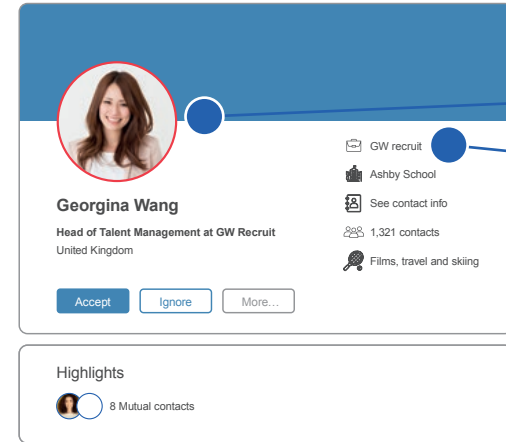 GW recruit
Ashby School
Georgina Wang
See contact info
Head of Talent Management at GW Recruit
1,321 contacts
United Kingdom
Films, travel and skiing
Accept
Ignore
More...
Highlights
8 Mutual contacts